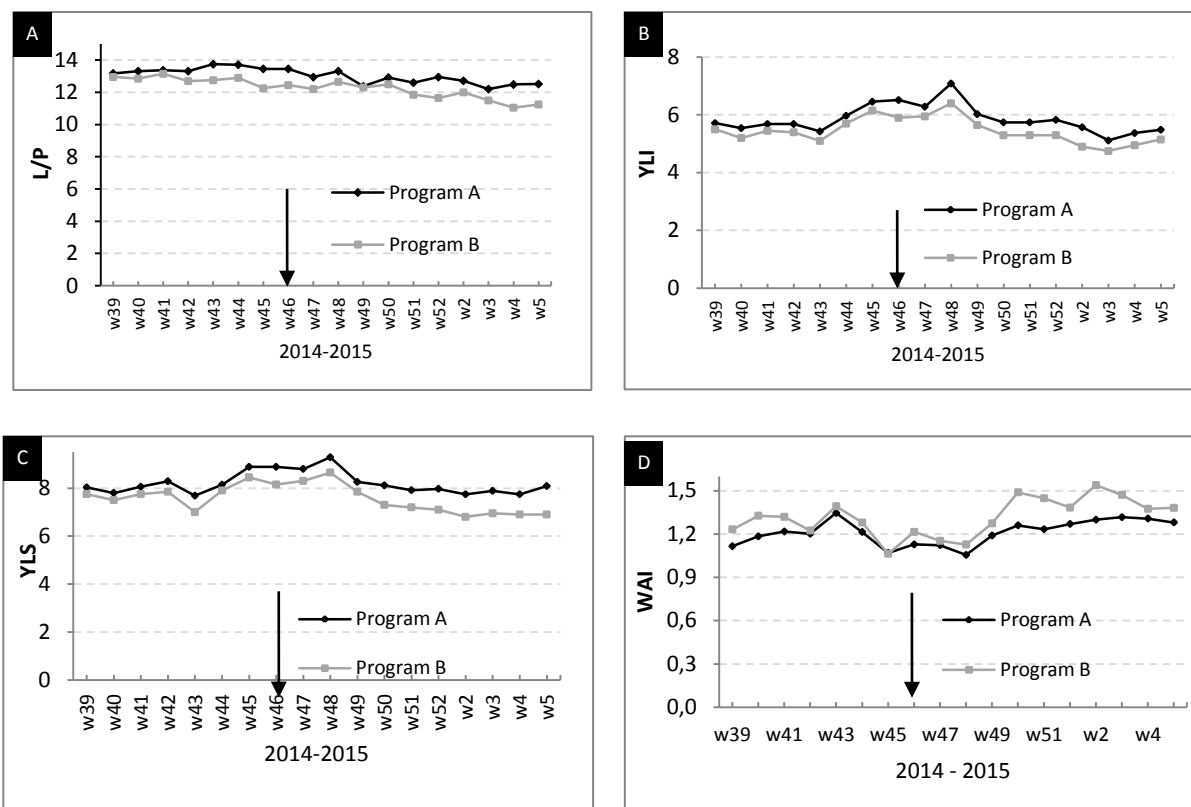 A
L/P
14
12
10
8
6
4
2
0
Program A
Program B
w39
w40
w41
w42
w43
w44
w45
w46
w47
w48
w49
w50
w51
w52
w2
w3
w4
w5
2014-2015
B
YLI
8
6
4
2
0
Program A
Program B
w39
w40
w41
w42
w43
w44
w45
w46
w47
w48
w49
w50
w51
w52
w2
w3
w4
w5
2014-2015
C
YLS
8
6
4
2
0
Program A
Program B
w39
w40
w41
w42
w43
w44
w45
w46
w47
w48
w49
w50
w51
w52
w2
w3
w4
w5
2014-2015
D
WAI
1,5
1,2
0,9
0,6
0,3
0,0
Program A
Program B
w39 w41 w43 w45 w47 w49 w51 w2 w4
2014 - 2015